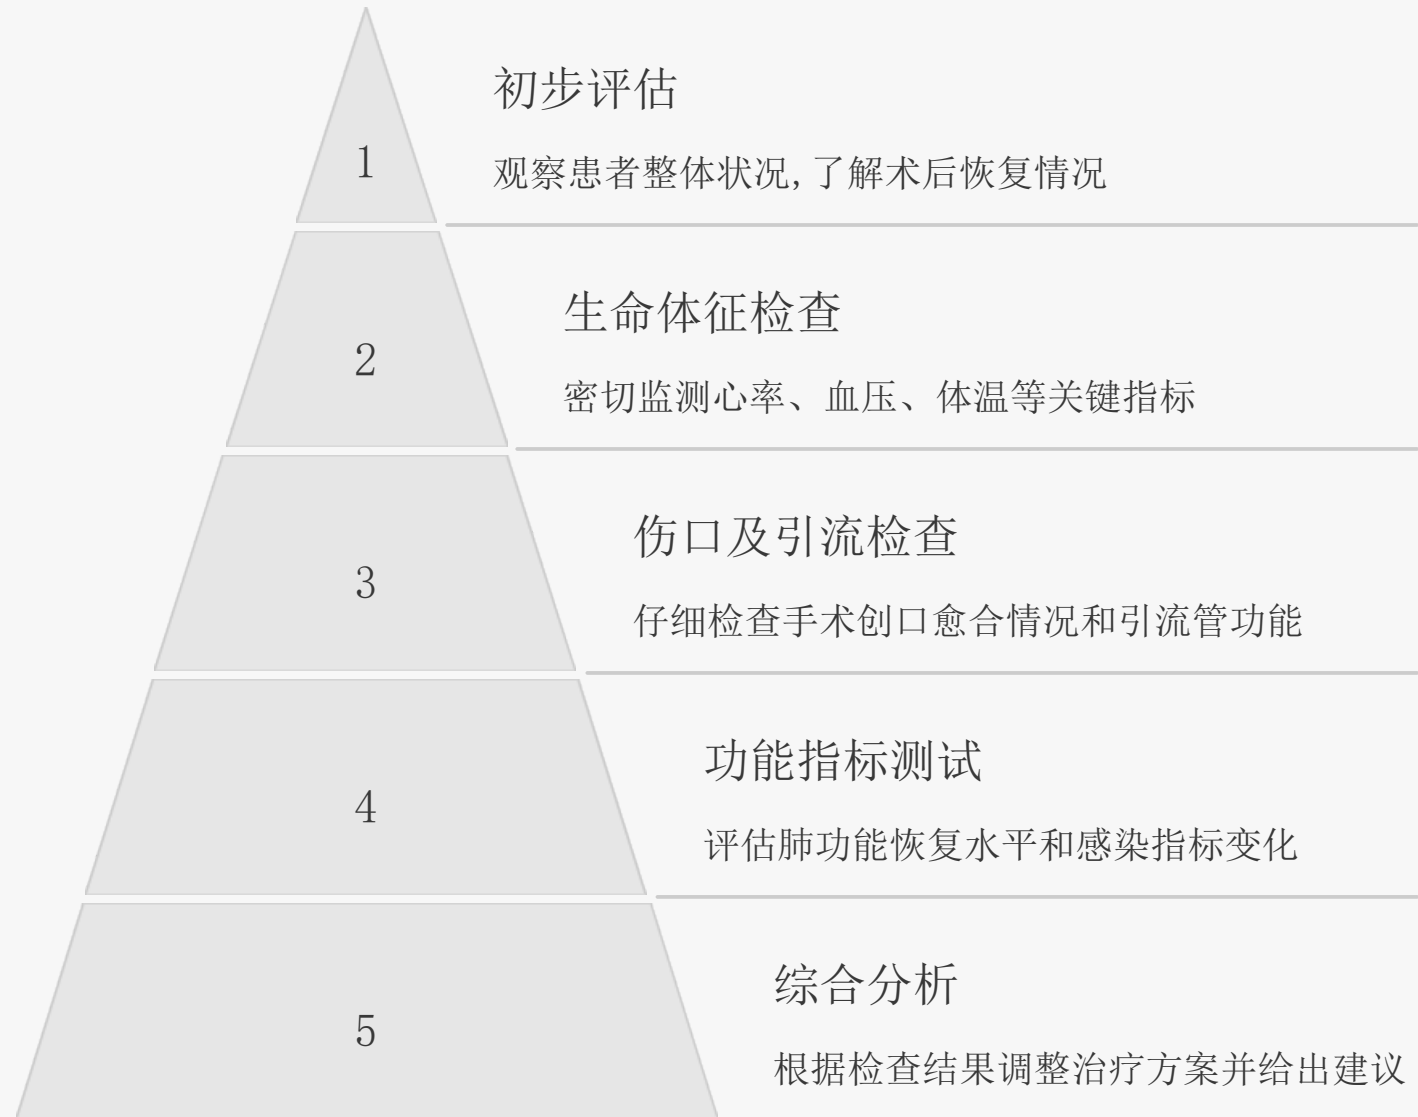 1
初步评估
观察患者整体状况,了解术后恢复情况
2
生命体征检查
密切监测心率、血压、体温等关键指标
3
伤口及引流检查
仔细检查手术创口愈合情况和引流管功能
4
功能指标测试
评估肺功能恢复水平和感染指标变化
5
综合分析
根据检查结果调整治疗方案并给出建议